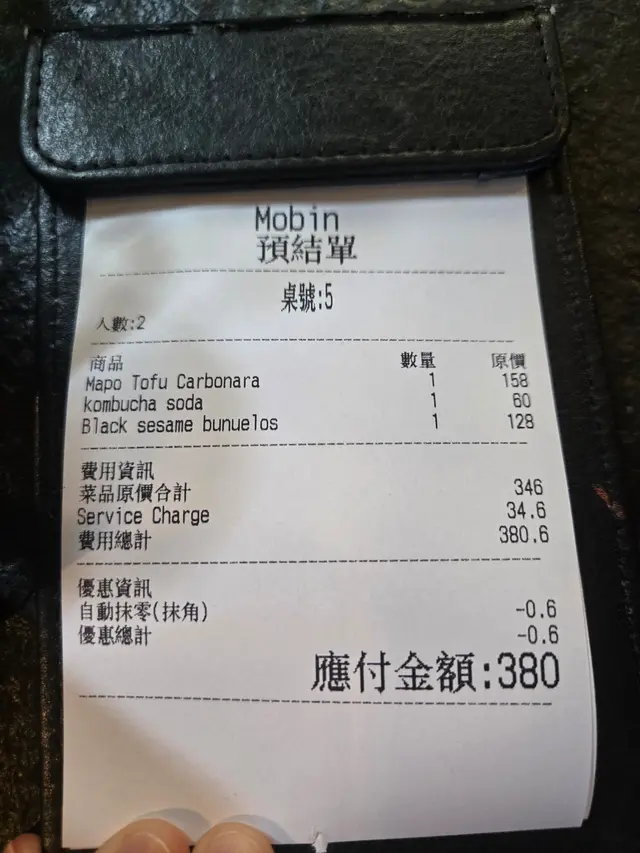 Mobin
預結單
桌號:5
人數:2
商品 數量 原價
Mapo Tofu Carbonara 1 158
kombucha soda 1 60
Black sesame bunuelos 1 128
費用資訊
菜品原價合計 346
Service Charge 34.6
費用總計 380.6
優惠資訊
自動抹零(抹角) -0.6
優惠總計 -0.6
應付金額:380